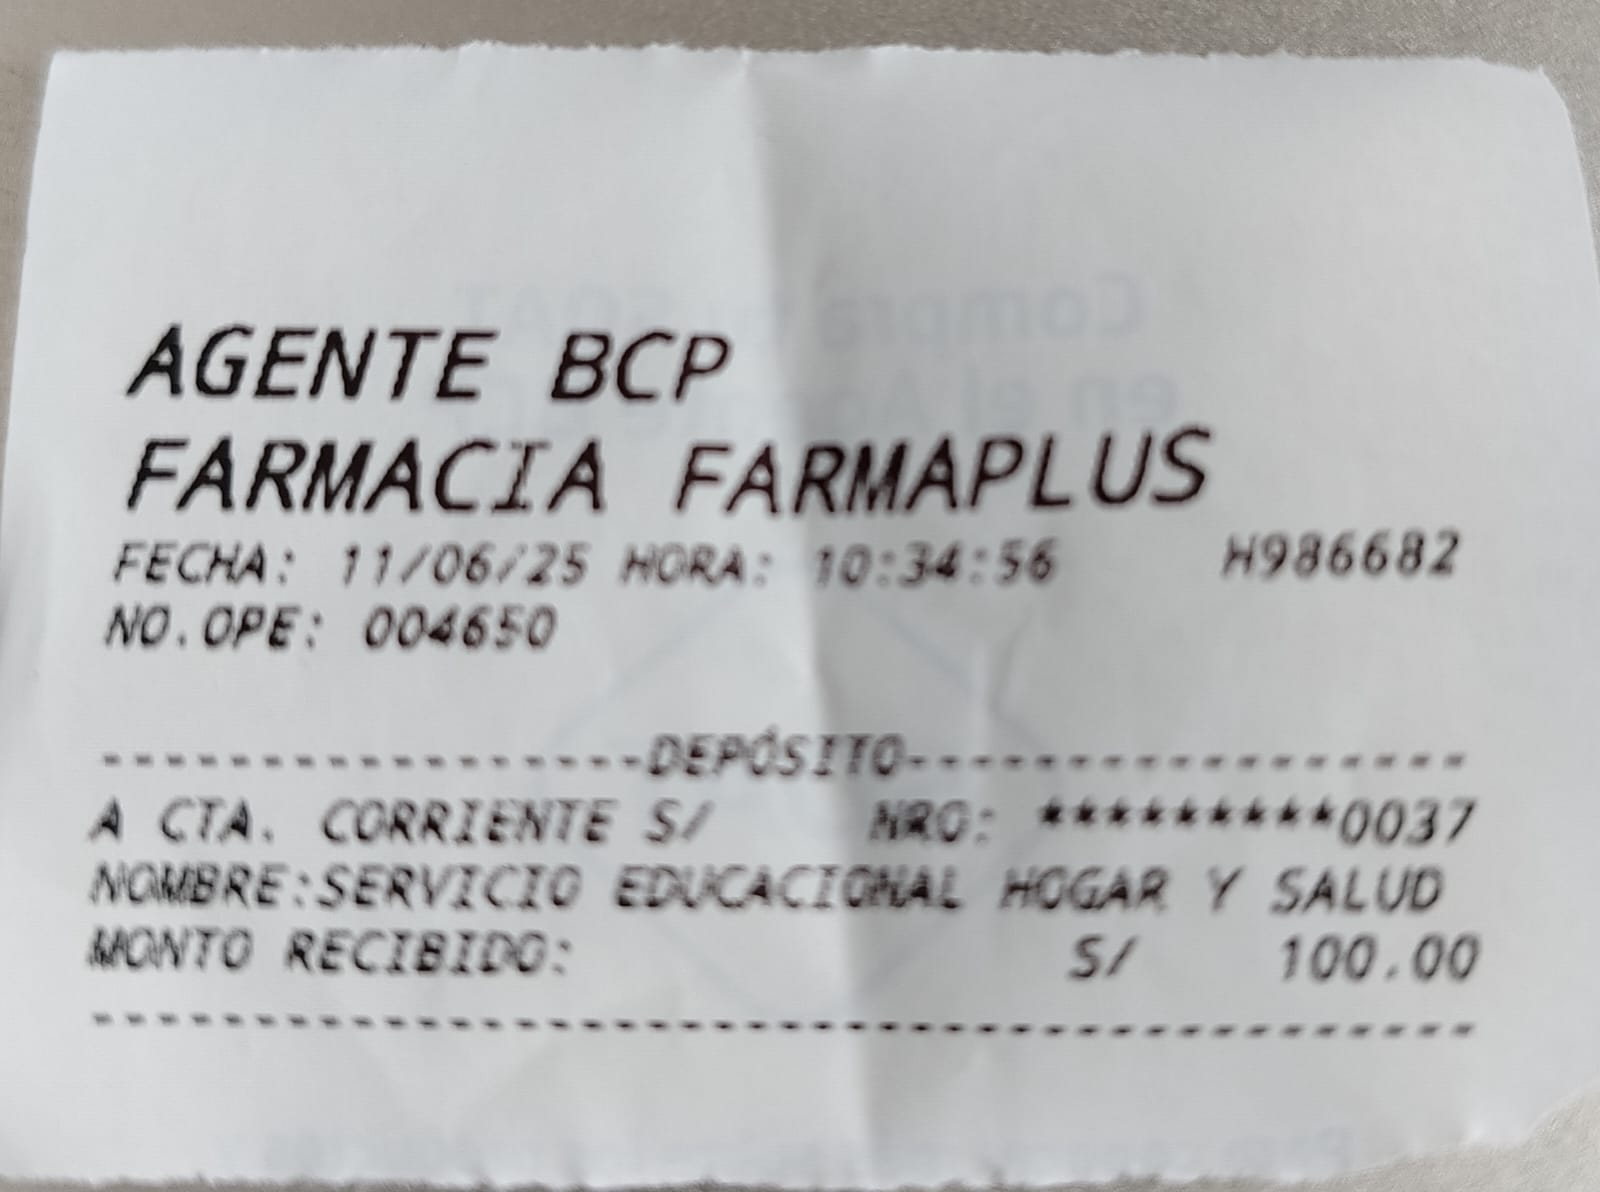 AGENTE BCP
FARMACIA FARMAPLUS
FECHA: 11/06/25 HORA: 10:34:56 H986682
NO.OPE: 004650
------------------DEPÓSITO------------------
A CTA. CORRIENTE S/ NRO: *********0037
NOMBRE:SERVICIO EDUCACIONAL HOGAR Y SALUD
MONTO RECIBIDO: S/ 100.00